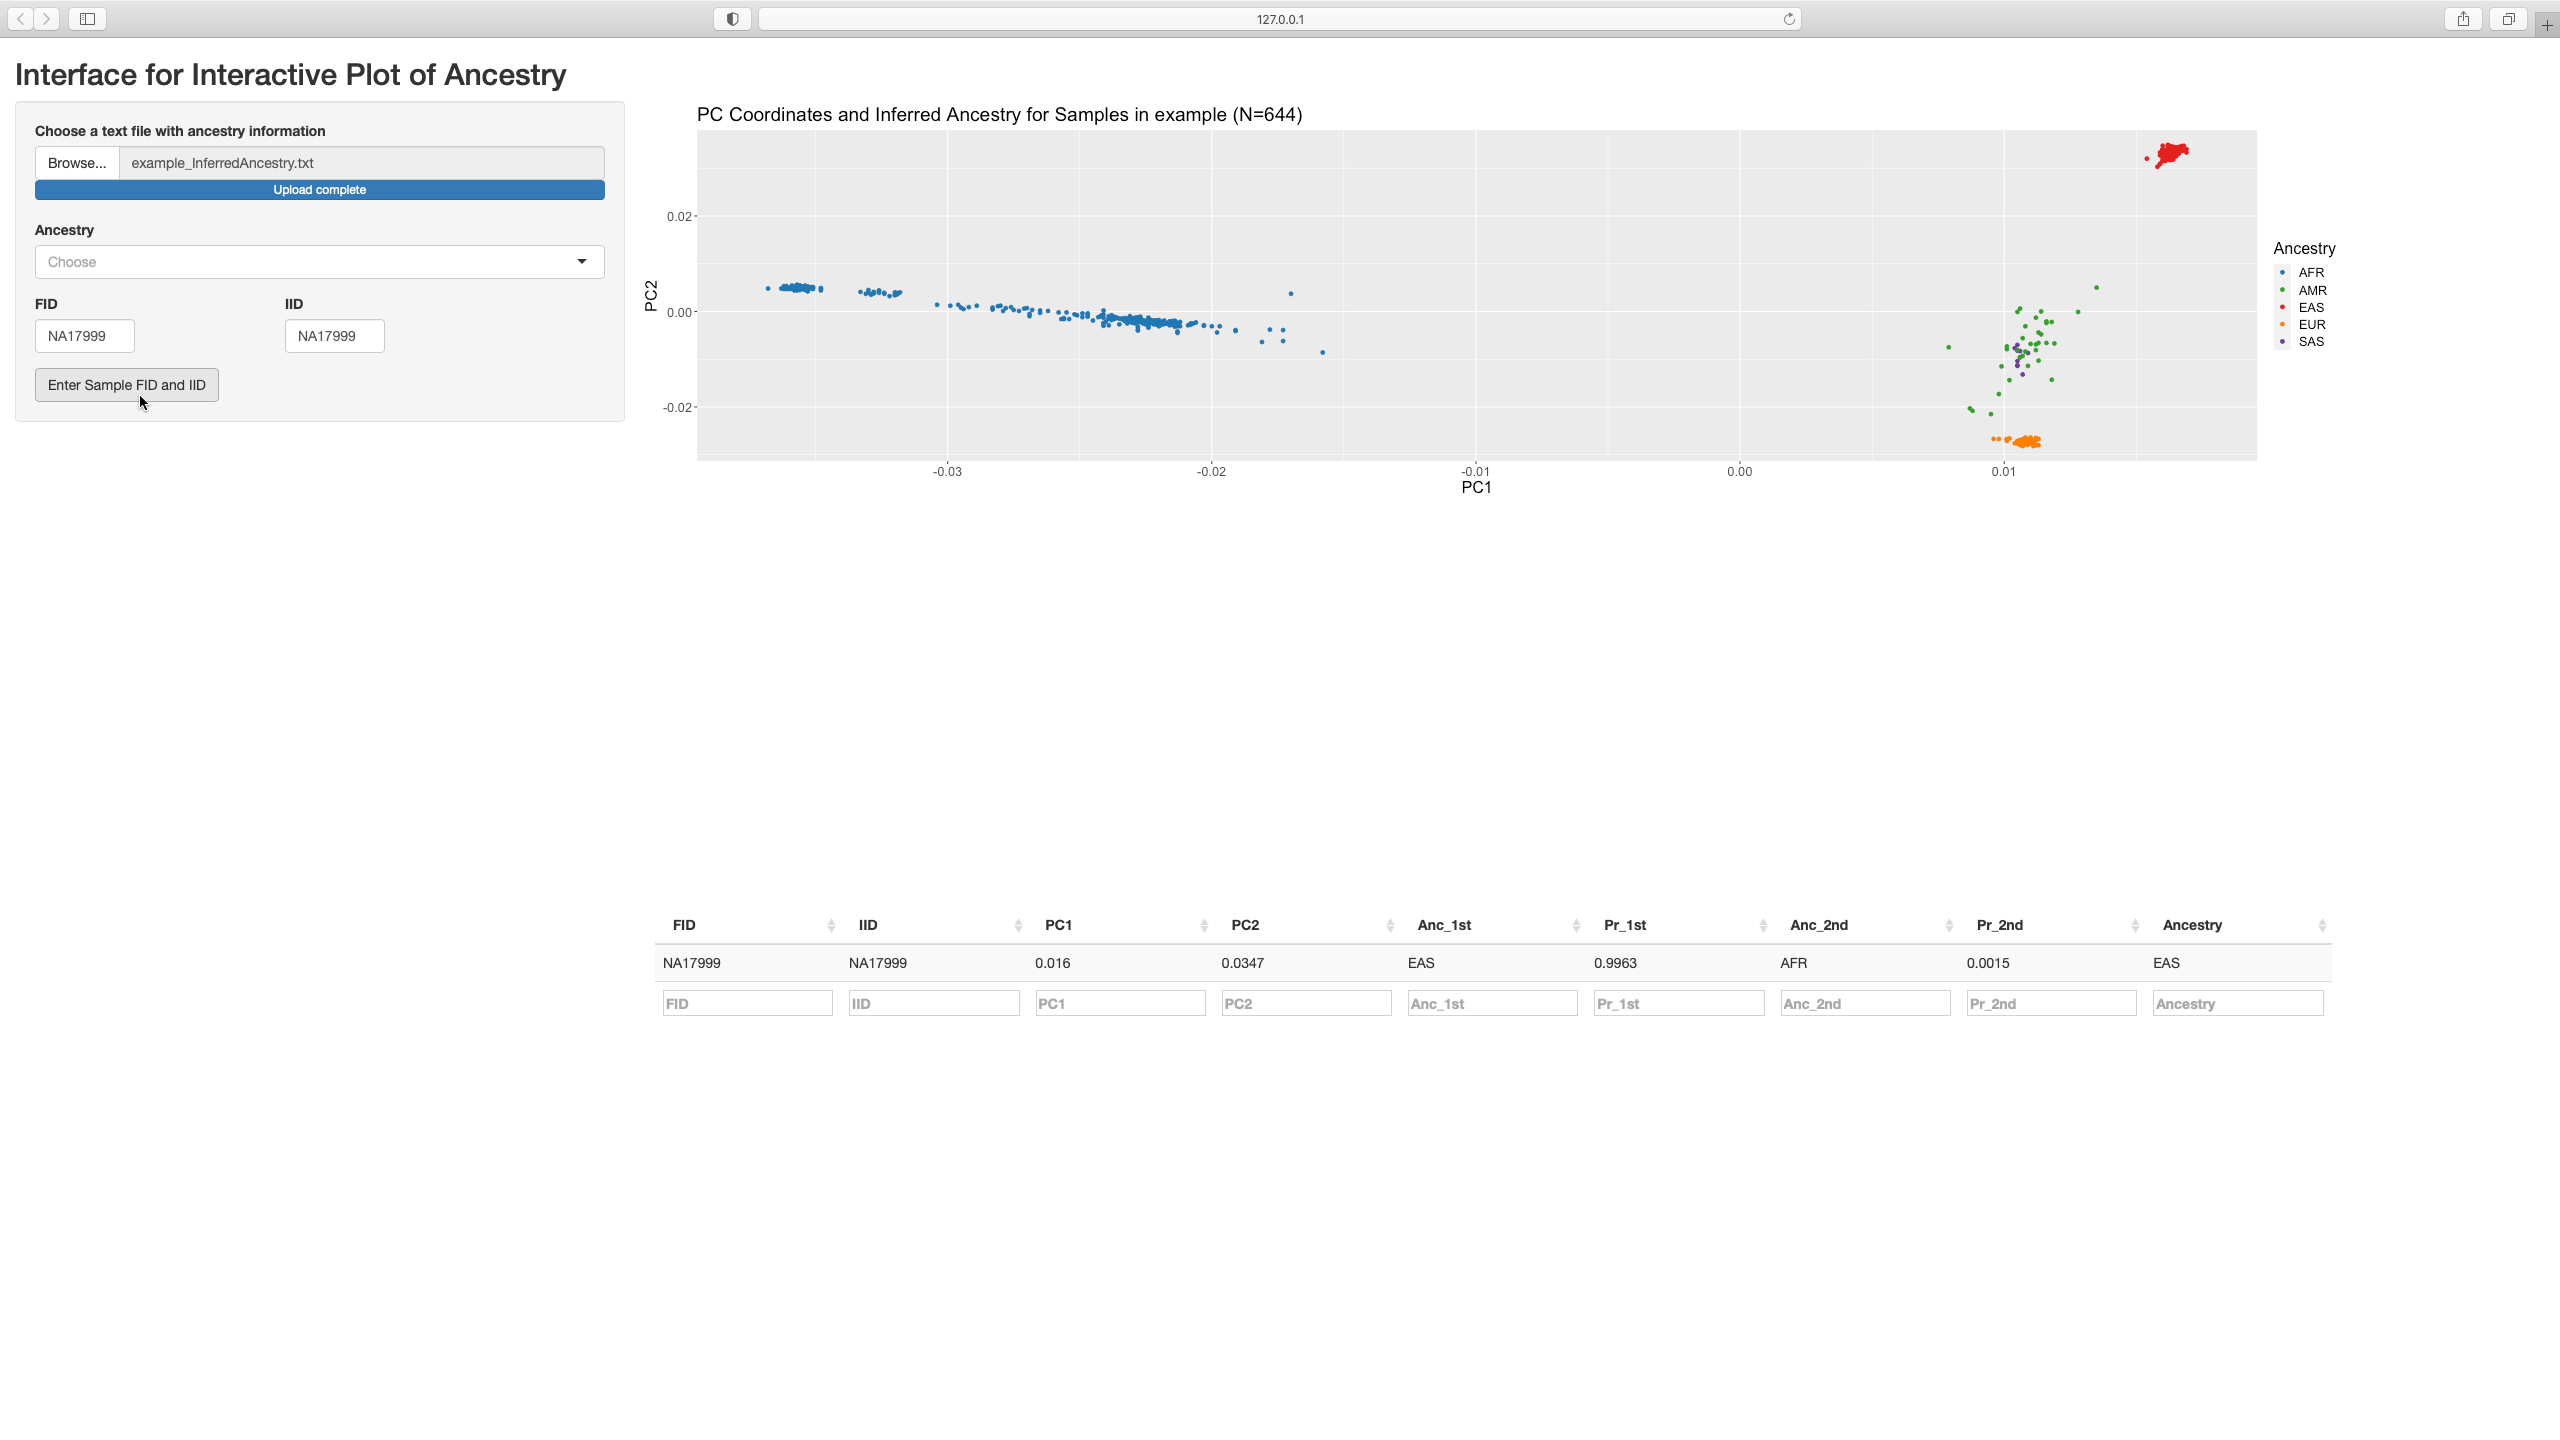 127.0.0.1
Interface for Interactive Plot of Ancestry
Choose a text file with ancestry information
Browse... example_InferredAncestry.txt
Upload complete
Ancestry
Choose
FID IID
NA17999 NA17999
Enter Sample FID and IID
PC Coordinates and Inferred Ancestry for Samples in example (N=644)
PC2
0.02
0.00
-0.02
-0.03 -0.02 -0.01 0.00 0.01
PC1
Ancestry
AFR
AMR
EAS
EUR
SAS
FID IID PC1 PC2 Anc_1st Pr_1st Anc_2nd Pr_2nd Ancestry
NA17999 NA17999 0.016 0.0347 EAS 0.9963 AFR 0.0015 EAS
FID IID PC1 PC2 Anc_1st Pr_1st Anc_2nd Pr_2nd Ancestry